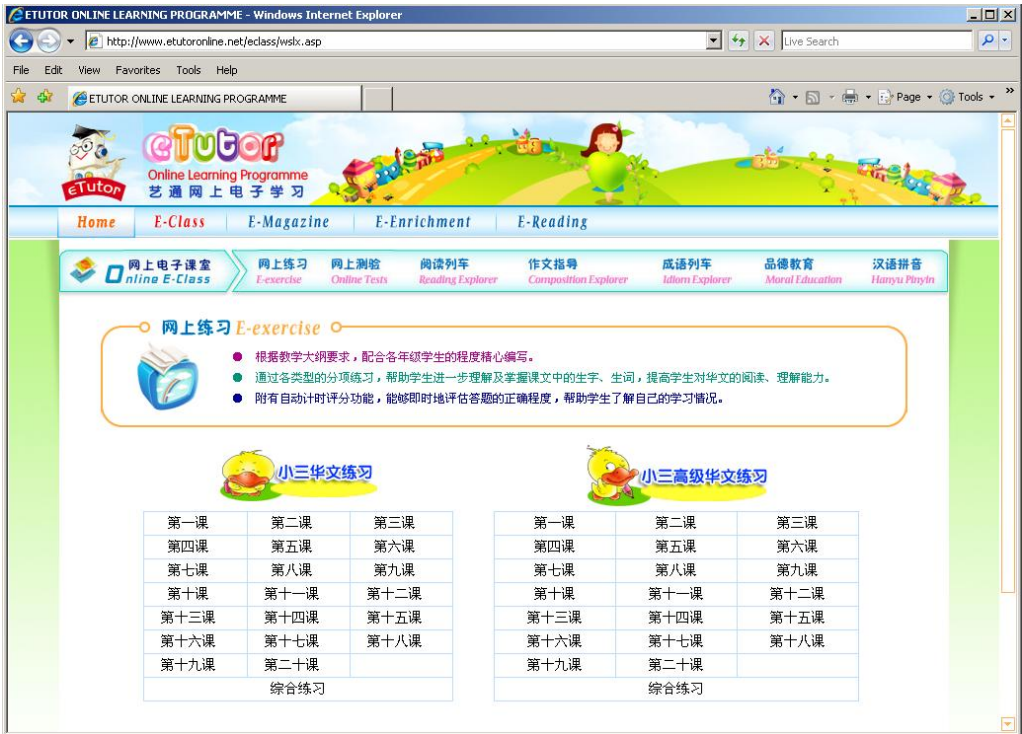 ETUTOR ONLINE LEARNING PROGRAMME - Windows Internet Explorer
http://www.etutoronline.net/eclass/wslx.asp
Live Search
File Edit View Favorites Tools Help
ETUTOR ONLINE LEARNING PROGRAMME
Page Tools
eTutor
eTutor
Online Learning Programme
艺通网上电子学习
Home E-Class E-Magazine E-Enrichment E-Reading
网上电子课室 网上练习 网上测验 阅读列车 作文指导 成语列车 品德教育 汉语拼音
Online E-Class E-exercise Online Tests Reading Explorer Composition Explorer Idiom Explorer Moral Education Hanyu Pinyin
网上练习 E-exercise
根据教学大纲要求，配合各年级学生的程度精心编写。
通过各类型的分项练习，帮助学生进一步理解及掌握课文中的生字、生词，提高学生对华文的阅读、理解能力。
附有自动计时评分功能，能够即时地评估答题的正确程度，帮助学生了解自己的学习情况。
小三华文练习
第一课 第二课 第三课
第四课 第五课 第六课
第七课 第八课 第九课
第十课 第十一课 第十二课
第十三课 第十四课 第十五课
第十六课 第十七课 第十八课
第十九课 第二十课
综合练习
小三高级华文练习
第一课 第二课 第三课
第四课 第五课 第六课
第七课 第八课 第九课
第十课 第十一课 第十二课
第十三课 第十四课 第十五课
第十六课 第十七课 第十八课
第十九课 第二十课
综合练习